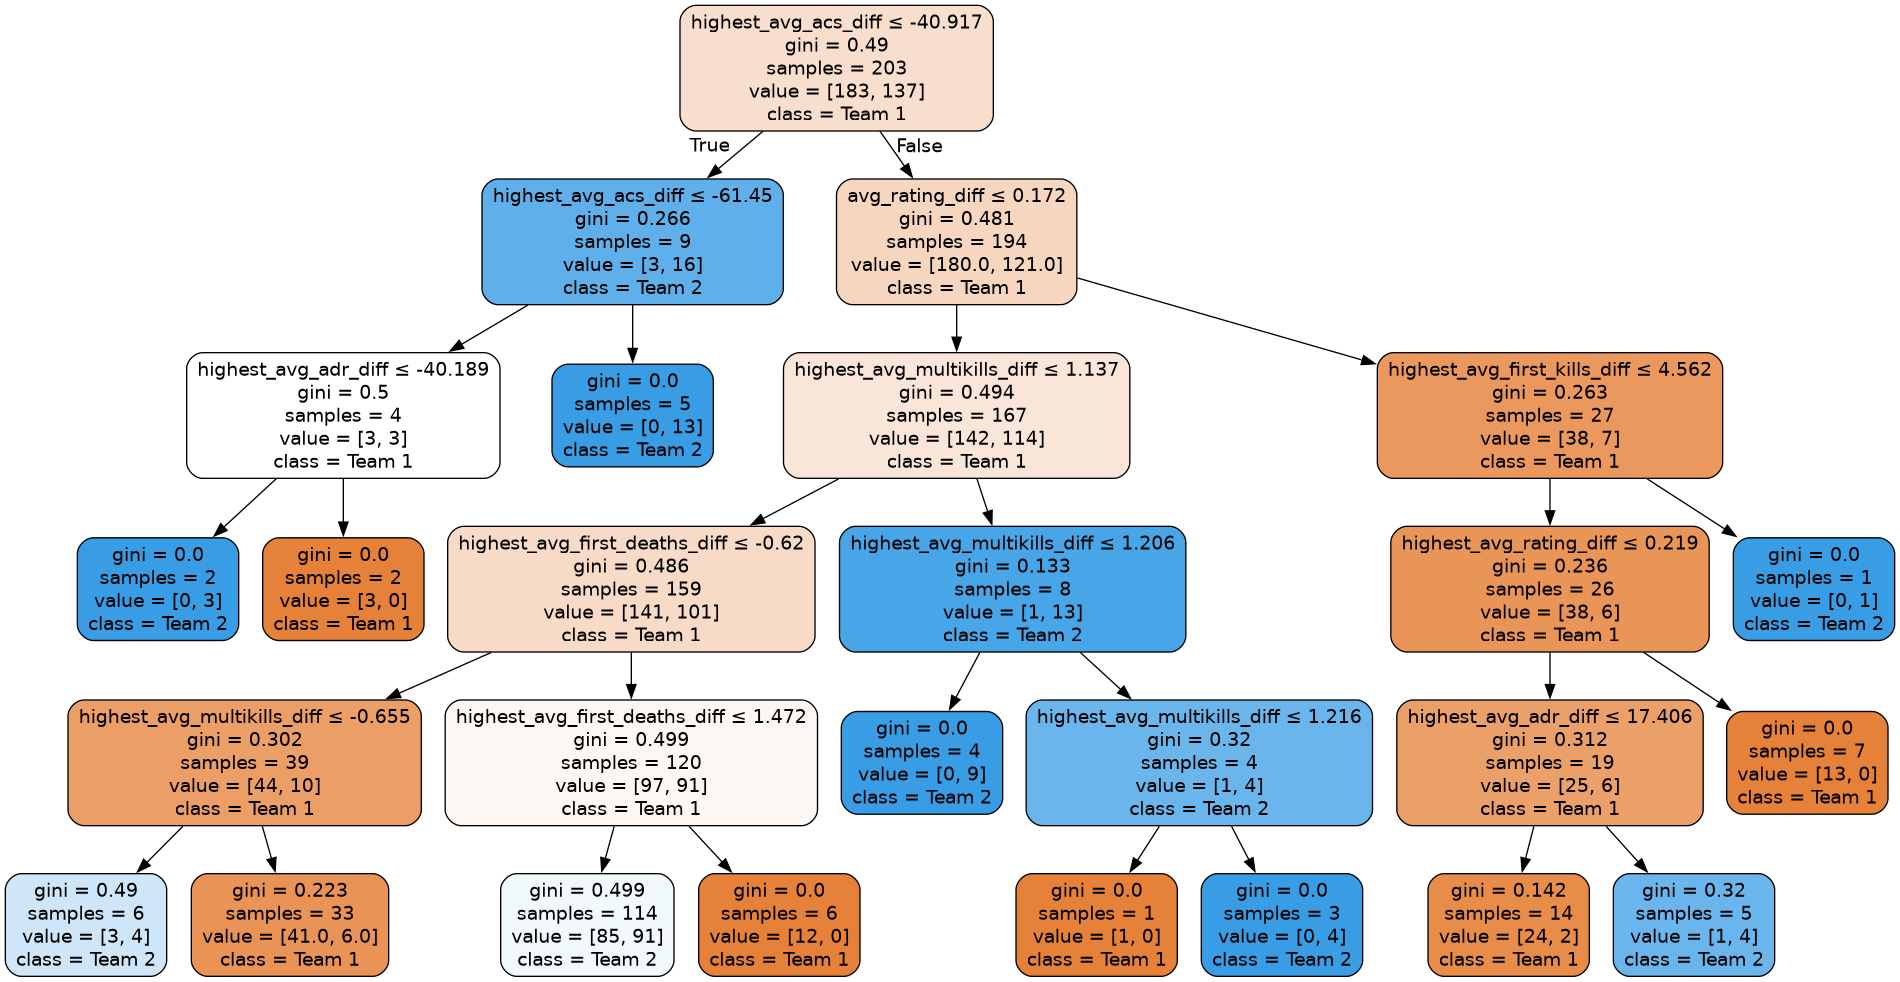 highest_avg_acs_diff ≤ -40.917
gini = 0.49
samples = 203
value = [183, 137]
class = Team 1
True
False
highest_avg_acs_diff ≤ -61.45
gini = 0.266
samples = 9
value = [3, 16]
class = Team 2
avg_rating_diff ≤ 0.172
gini = 0.481
samples = 194
value = [180.0, 121.0]
class = Team 1
highest_avg_adr_diff ≤ -40.189
gini = 0.5
samples = 4
value = [3, 3]
class = Team 1
gini = 0.0
samples = 5
value = [0, 13]
class = Team 2
highest_avg_multikills_diff ≤ 1.137
gini = 0.494
samples = 167
value = [142, 114]
class = Team 1
highest_avg_first_kills_diff ≤ 4.562
gini = 0.263
samples = 27
value = [38, 7]
class = Team 1
gini = 0.0
samples = 2
value = [0, 3]
class = Team 2
gini = 0.0
samples = 2
value = [3, 0]
class = Team 1
highest_avg_first_deaths_diff ≤ -0.62
gini = 0.486
samples = 159
value = [141, 101]
class = Team 1
highest_avg_multikills_diff ≤ 1.206
gini = 0.133
samples = 8
value = [1, 13]
class = Team 2
highest_avg_rating_diff ≤ 0.219
gini = 0.236
samples = 26
value = [38, 6]
class = Team 1
gini = 0.0
samples = 1
value = [0, 1]
class = Team 2
highest_avg_multikills_diff ≤ -0.655
gini = 0.302
samples = 39
value = [44, 10]
class = Team 1
highest_avg_first_deaths_diff ≤ 1.472
gini = 0.499
samples = 120
value = [97, 91]
class = Team 1
gini = 0.0
samples = 4
value = [0, 9]
class = Team 2
highest_avg_multikills_diff ≤ 1.216
gini = 0.32
samples = 4
value = [1, 4]
class = Team 2
highest_avg_adr_diff ≤ 17.406
gini = 0.312
samples = 19
value = [25, 6]
class = Team 1
gini = 0.0
samples = 7
value = [13, 0]
class = Team 1
gini = 0.49
samples = 6
value = [3, 4]
class = Team 2
gini = 0.223
samples = 33
value = [41.0, 6.0]
class = Team 1
gini = 0.499
samples = 114
value = [85, 91]
class = Team 2
gini = 0.0
samples = 6
value = [12, 0]
class = Team 1
gini = 0.0
samples = 1
value = [1, 0]
class = Team 1
gini = 0.0
samples = 3
value = [0, 4]
class = Team 2
gini = 0.142
samples = 14
value = [24, 2]
class = Team 1
gini = 0.32
samples = 5
value = [1, 4]
class = Team 2